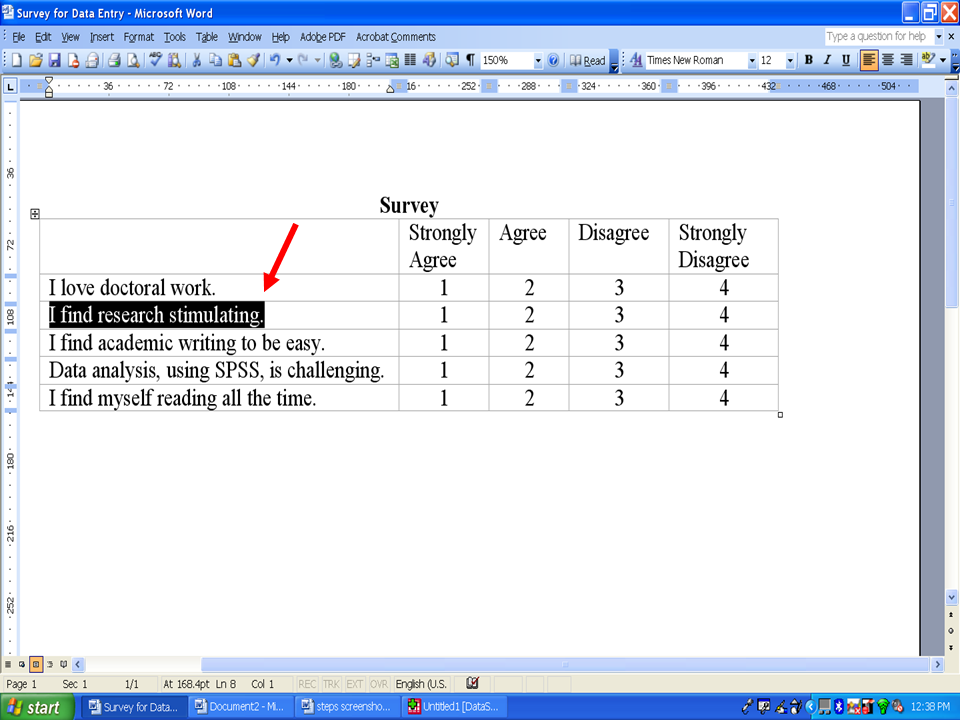 Survey for Data Entry - Microsoft Word
File Edit View Insert Format Tools Table Window Help Adobe PDF Acrobat Comments
Type a question for help
150% Read Times New Roman 12 B I U
L 36 72 108 144 180 16 252 288 324 360 396 432 468 504
36
72
108
144
180
216
252
Survey
Strongly Agree Agree Disagree Strongly Disagree
I love doctoral work. 1 2 3 4
I find research stimulating. 1 2 3 4
I find academic writing to be easy. 1 2 3 4
Data analysis, using SPSS, is challenging. 1 2 3 4
I find myself reading all the time. 1 2 3 4
Page 1 Sec 1 1/1 At 168.4pt Ln 8 Col 1 REC TRK EXT OVR English (U.S.
start Survey for Data... Document2 - Mi... steps screensho... Untitled1 [DataS... 12:38 PM